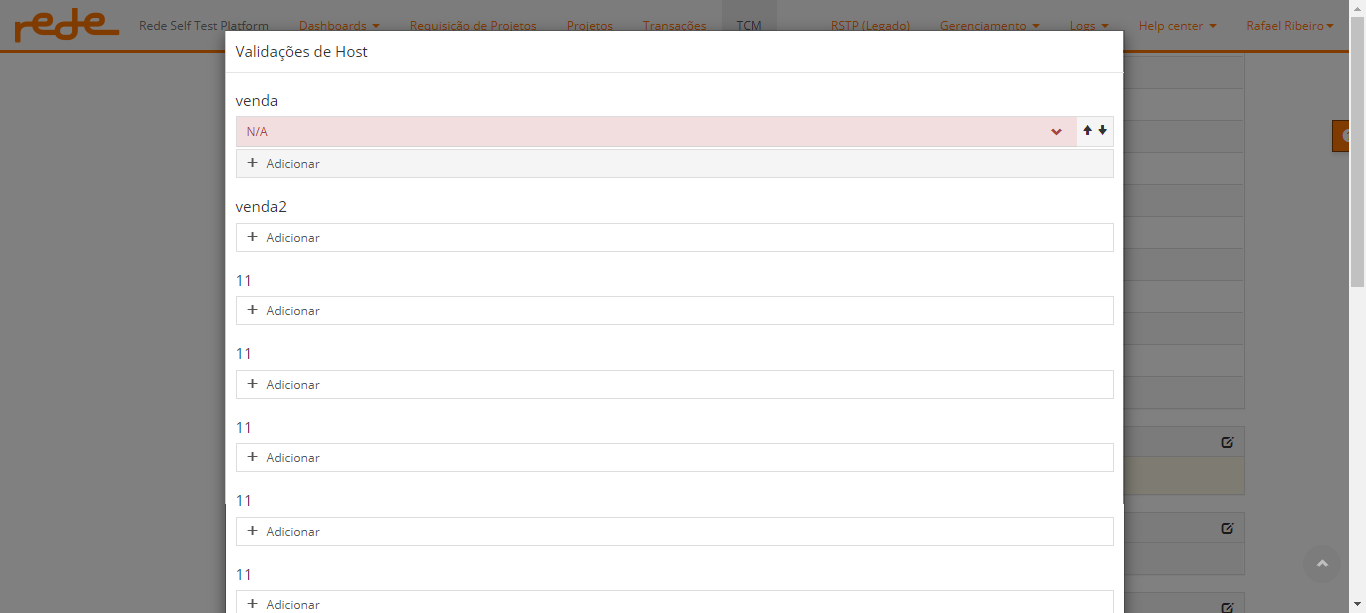 rede Rede Self Test Platform Dashboards Requisição de Projetos Projetos Transações TCM RSTP (Legado) Gerenciamento Logs Help center Rafael Ribeiro
Validações de Host
venda
N/A
+ Adicionar
venda2
+ Adicionar
11
+ Adicionar
11
+ Adicionar
11
+ Adicionar
11
+ Adicionar
11
+ Adicionar